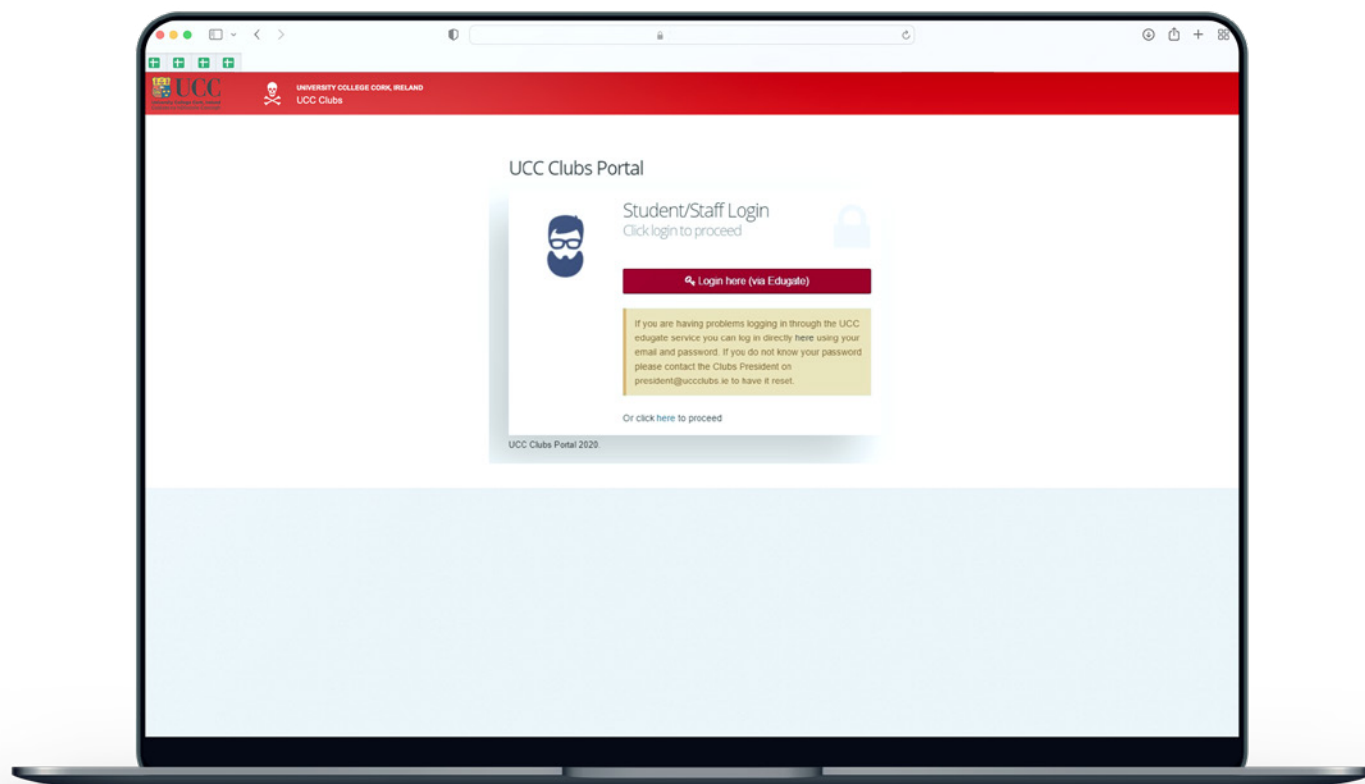 UCC
UNIVERSITY COLLEGE CORK, IRELAND
UCC Clubs
UCC Clubs Portal
Student/Staff Login
Click login to proceed
Login here (via Edugate)
If you are having problems logging in through the UCC
edugate service you can log in directly here using your
email and password. If you do not know your password
please contact the Clubs President on
president@uccclubs.ie to have it reset.
Or click here to proceed
UCC Clubs Portal 2020.